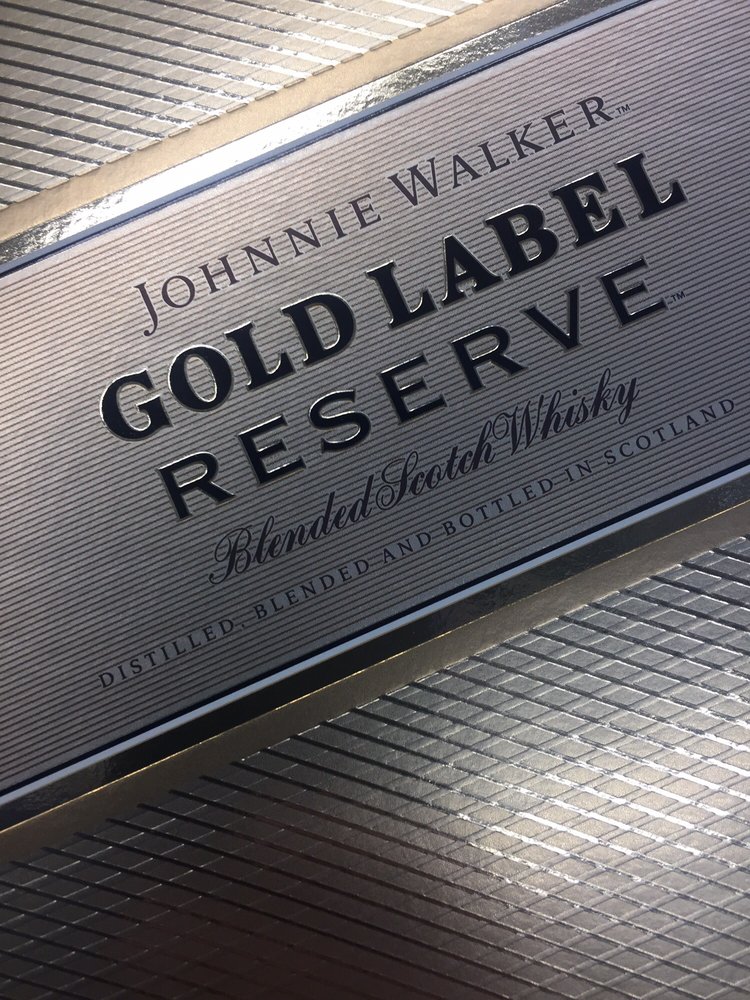 JOHNNIE WALKER™
GOLD LABEL
RESERVE™
Blended Scotch Whisky
DISTILLED, BLENDED AND BOTTLED IN SCOTLAND